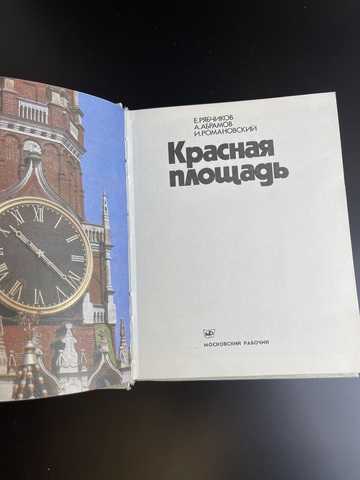 Е.РЯБЧИКОВ
А.АБРАМОВ
И.РОМАНОВСКИЙ
Красная
площадь
МОСКОВСКИЙ РАБОЧИЙ